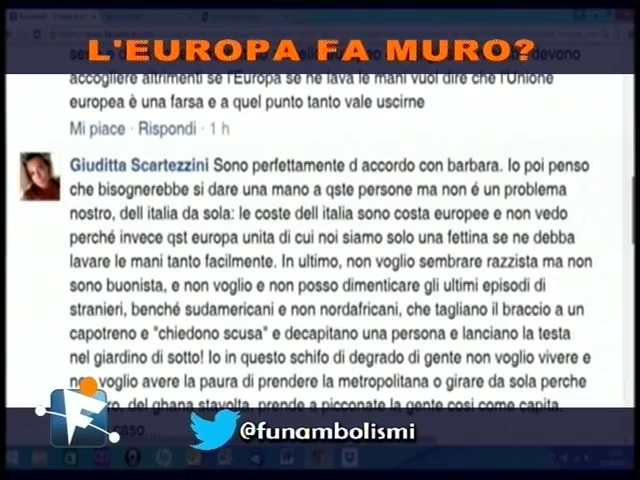 L'EUROPA FA MURO?
devono
accogliere altrimenti se l'Europa se ne lava le mani vuol dire che l'Unione
europea è una farsa e a quel punto tanto vale uscirne
Mi piace · Rispondi · 1 h
Giuditta Scartezzini Sono perfettamente d accordo con barbara. Io poi penso
che bisognerebbe si dare una mano a qste persone ma non é un problema
nostro, dell italia da sola: le coste dell italia sono costa europee e non vedo
perché invece qst europa unita di cui noi siamo solo una fettina se ne debba
lavare le mani tanto facilmente. In ultimo, non voglio sembrare razzista ma non
sono buonista, e non voglio e non posso dimenticare gli ultimi episodi di
stranieri, benché sudamericani e non nordafricani, che tagliano il braccio a un
capotreno e "chiedono scusa" e decapitano una persona e lanciano la testa
nel giardino di sotto! Io in questo schifo di degrado di gente non voglio vivere e
non voglio avere la paura di prendere la metropolitana o girare da sola perche
del ghana stavolta, prende a picconate la gente cosi come capita,
caso....
F
@funambolismi